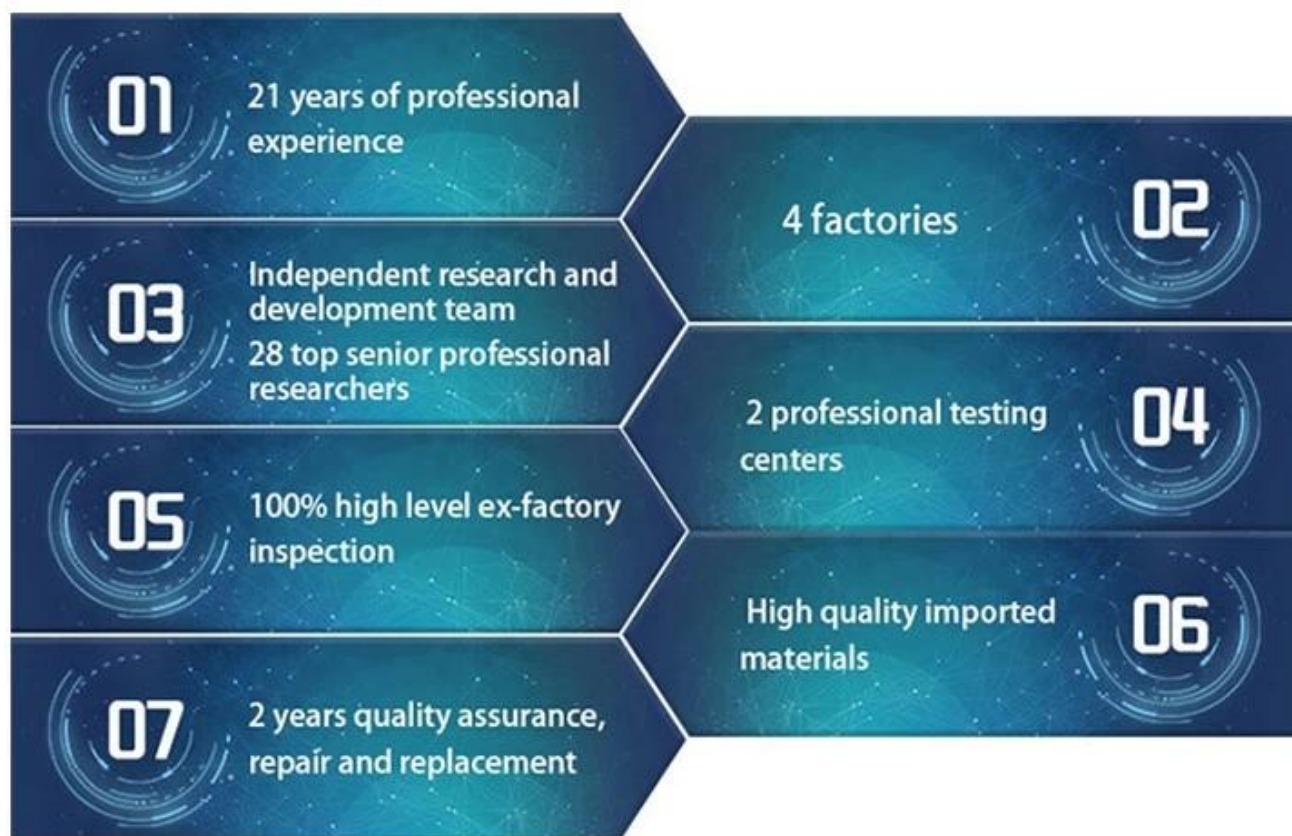 01
21 years of professional
experience
02
4 factories
03
Independent research and
development team
28 top senior professional
researchers
04
2 professional testing
centers
05
100% high level ex-factory
inspection
06
High quality imported
materials
07
2 years quality assurance,
repair and replacement